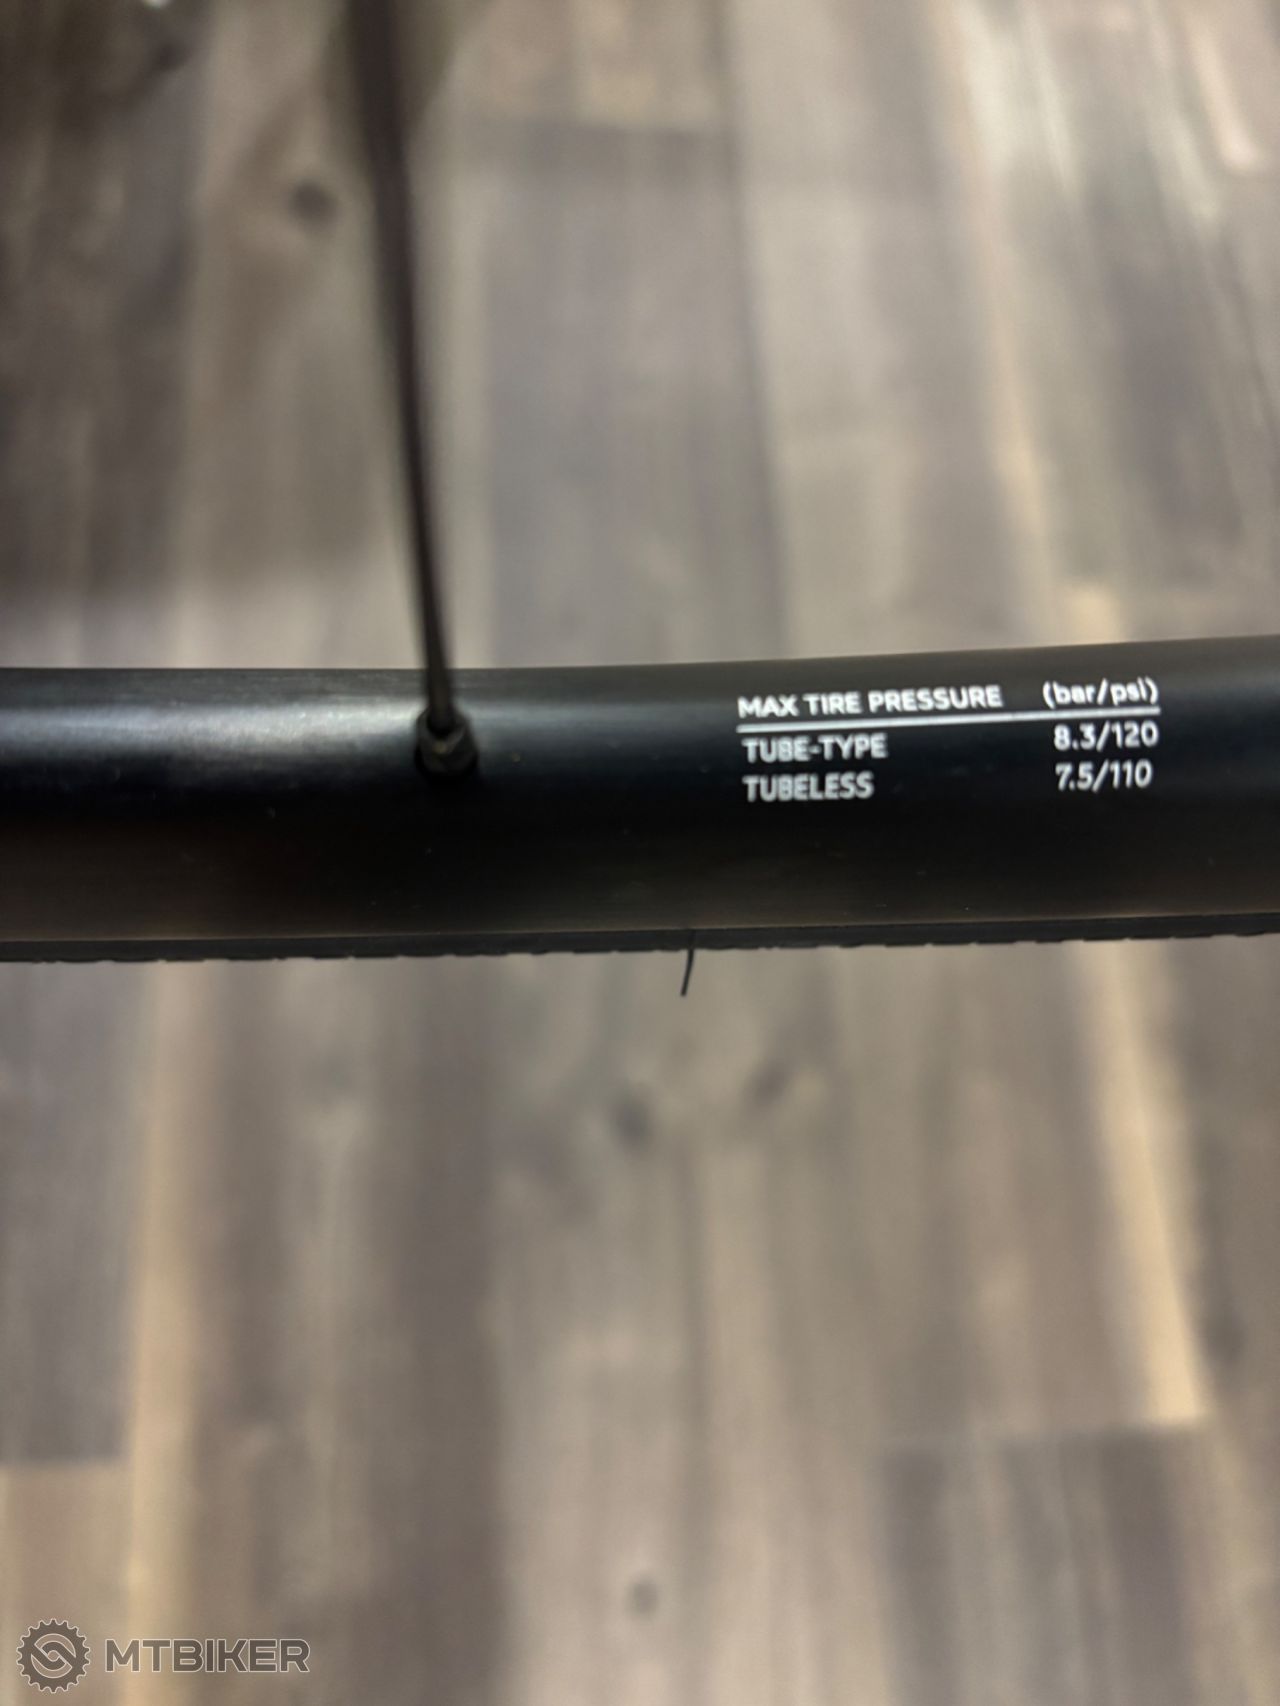 MAX TIRE PRESSURE (bar/psi)
TUBE-TYPE 8.3/120
TUBELESS 7.5/110
MTBIKER